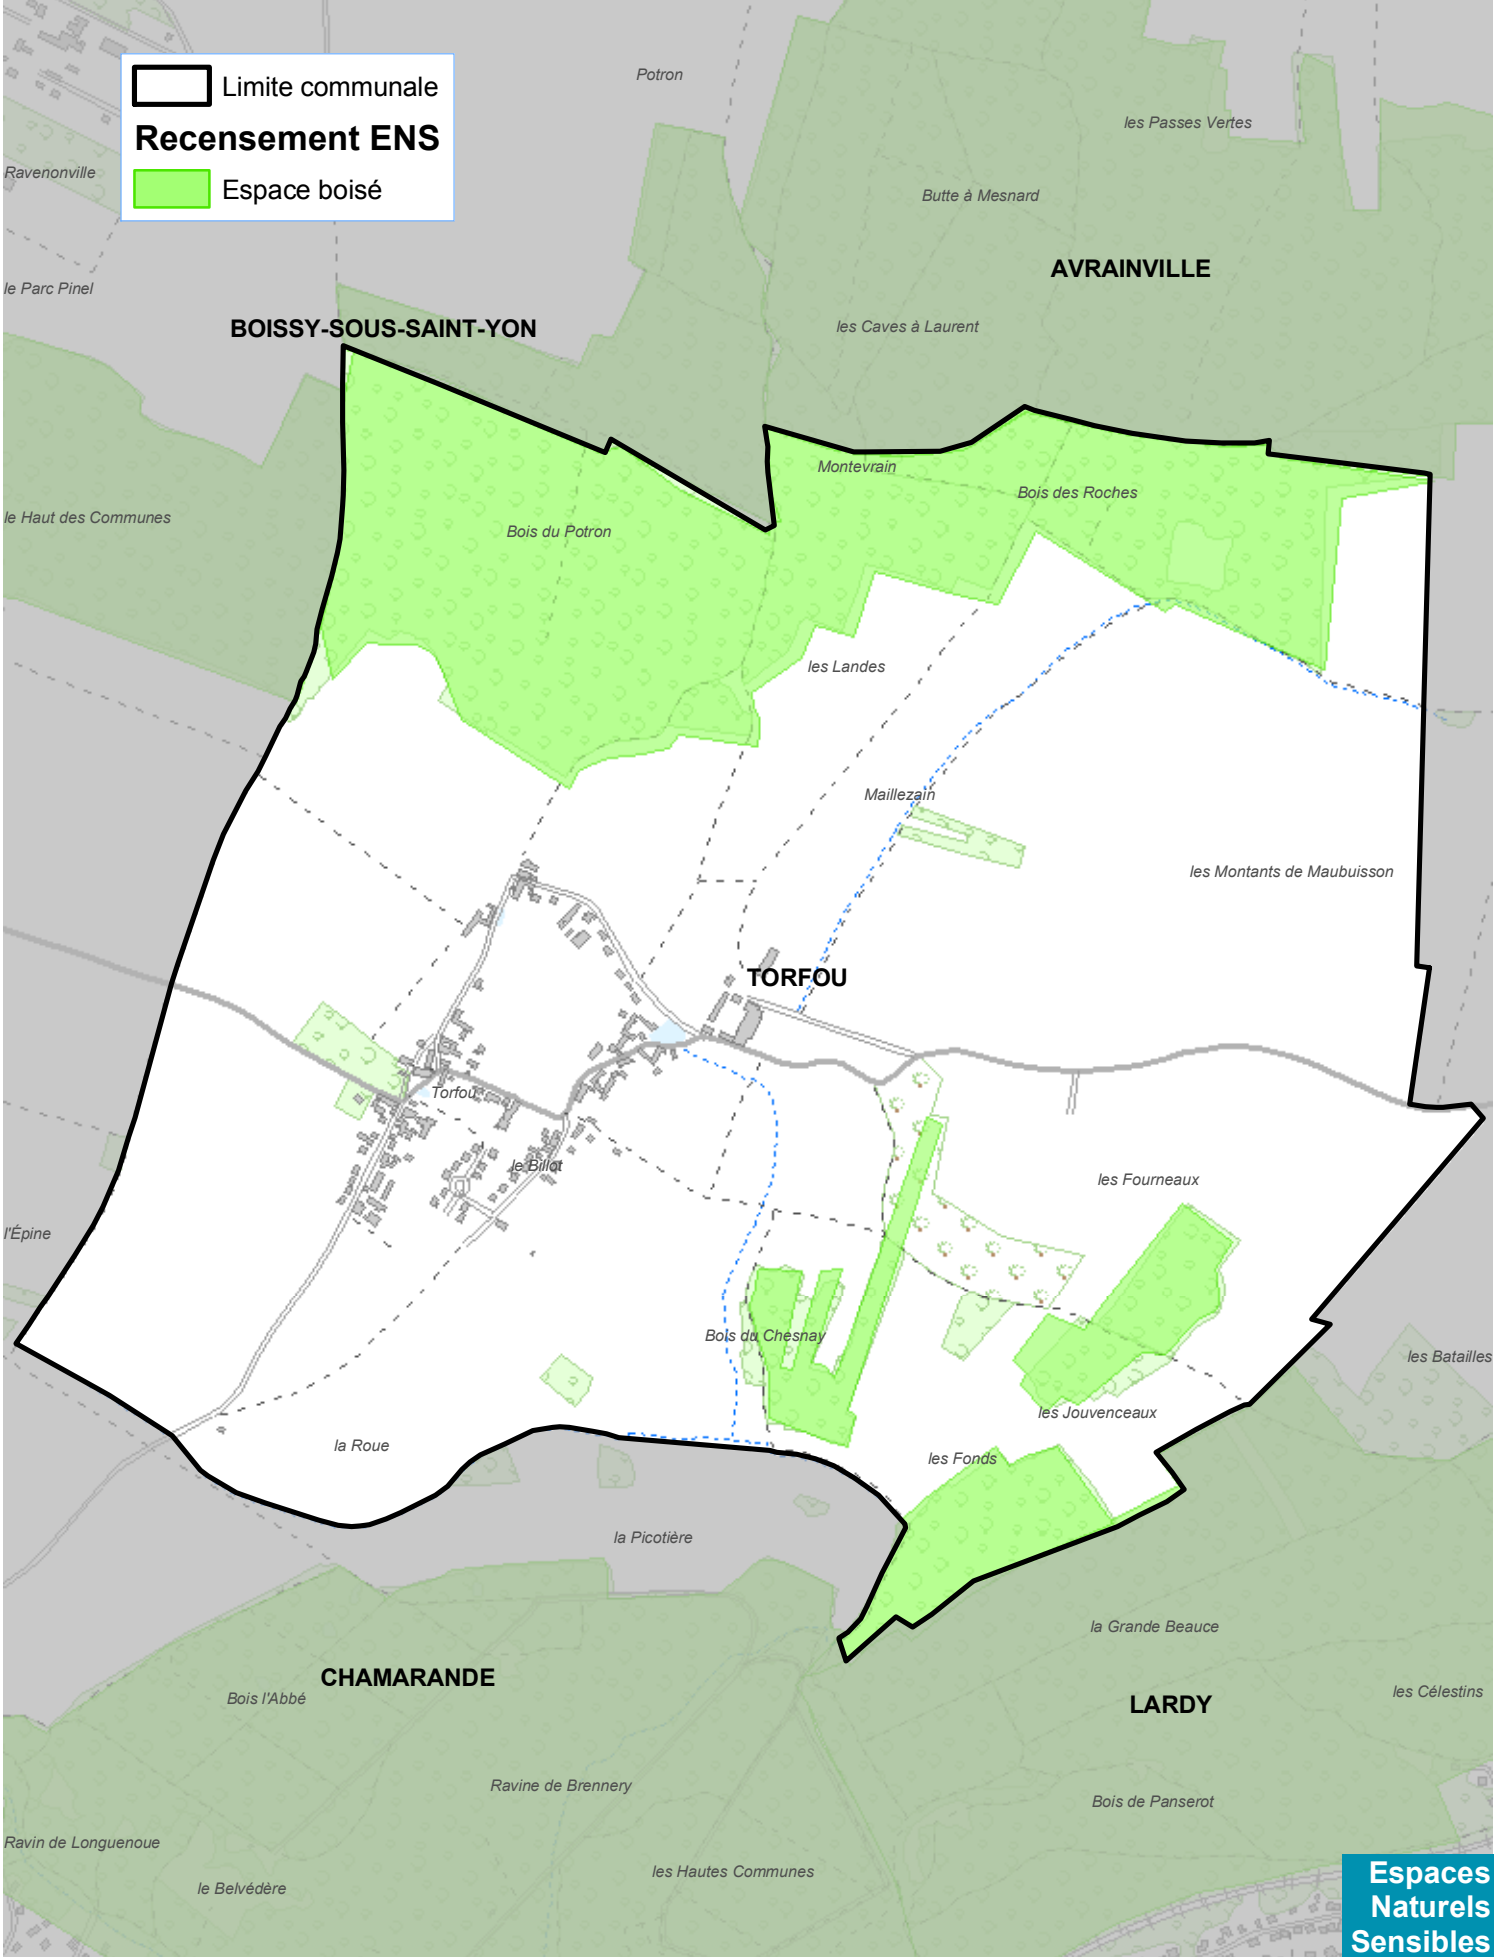 Limite communale
Recensement ENS
Espace boisé
Potron
les Passes Vertes
Ravenonville
Butte à Mesnard
AVRAINVILLE
le Parc Pinel
BOISSY-SOUS-SAINT-YON
les Caves à Laurent
Montevrain
Bois des Roches
le Haut des Communes
Bois du Potron
les Landes
Maillezain
les Montants de Maubuisson
TORFOU
Torfou
le Billot
les Fourneaux
l'Épine
Bois du Chesnay
les Batailles
les Jouvenceaux
la Roue
les Fonds
la Picotière
la Grande Beauce
CHAMARANDE
Bois l'Abbé
les Célestins
LARDY
Ravine de Brennery
Bois de Panserot
Ravin de Longuenoue
les Hautes Communes
le Belvédère
Espaces
Naturels
Sensibles